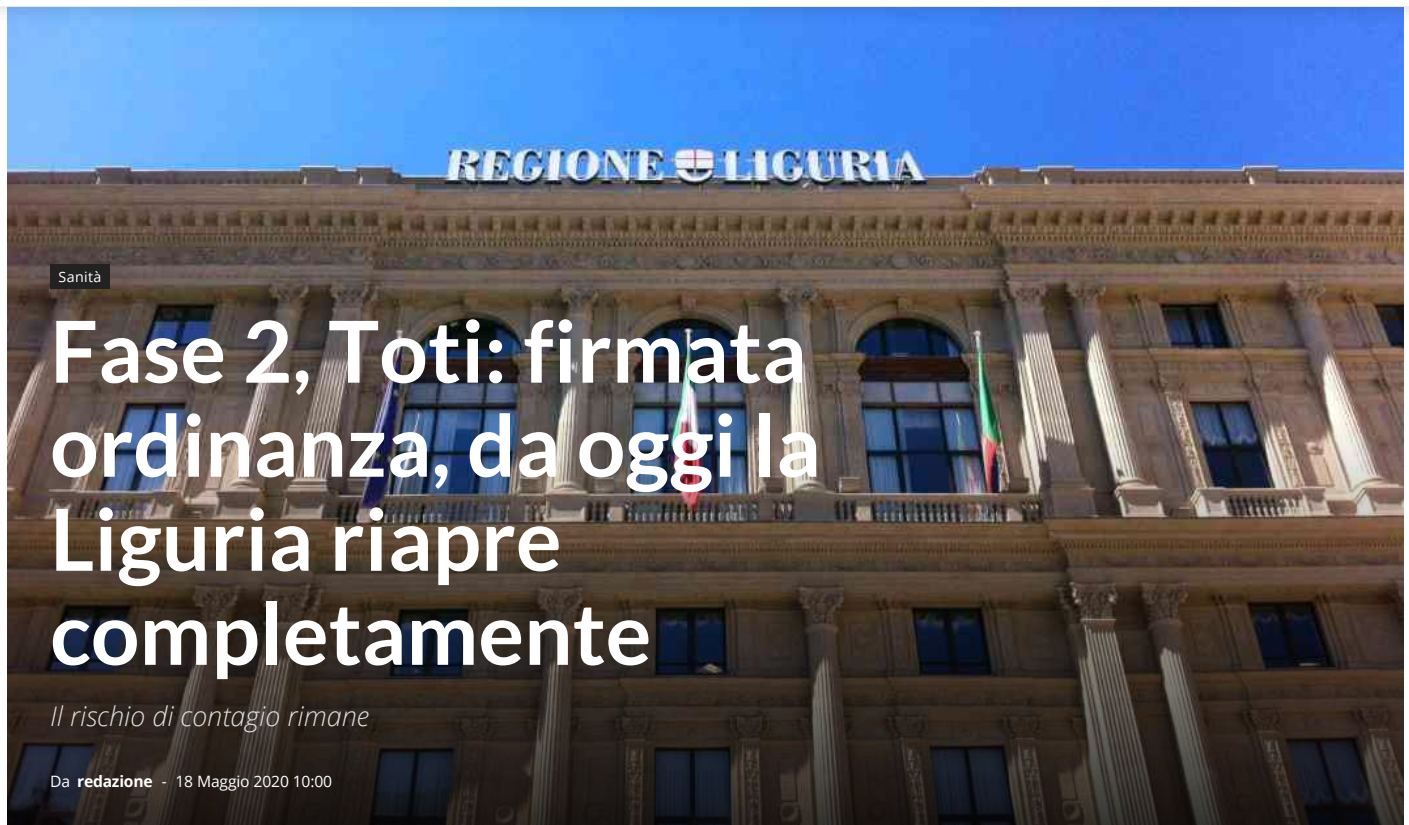 REGIONE LIGURIA
Sanità
Fase 2, Toti: firmata
ordinanza, da oggi la
Liguria riapre
completamente
Il rischio di contagio rimane
Da redazione - 18 Maggio 2020 10:00